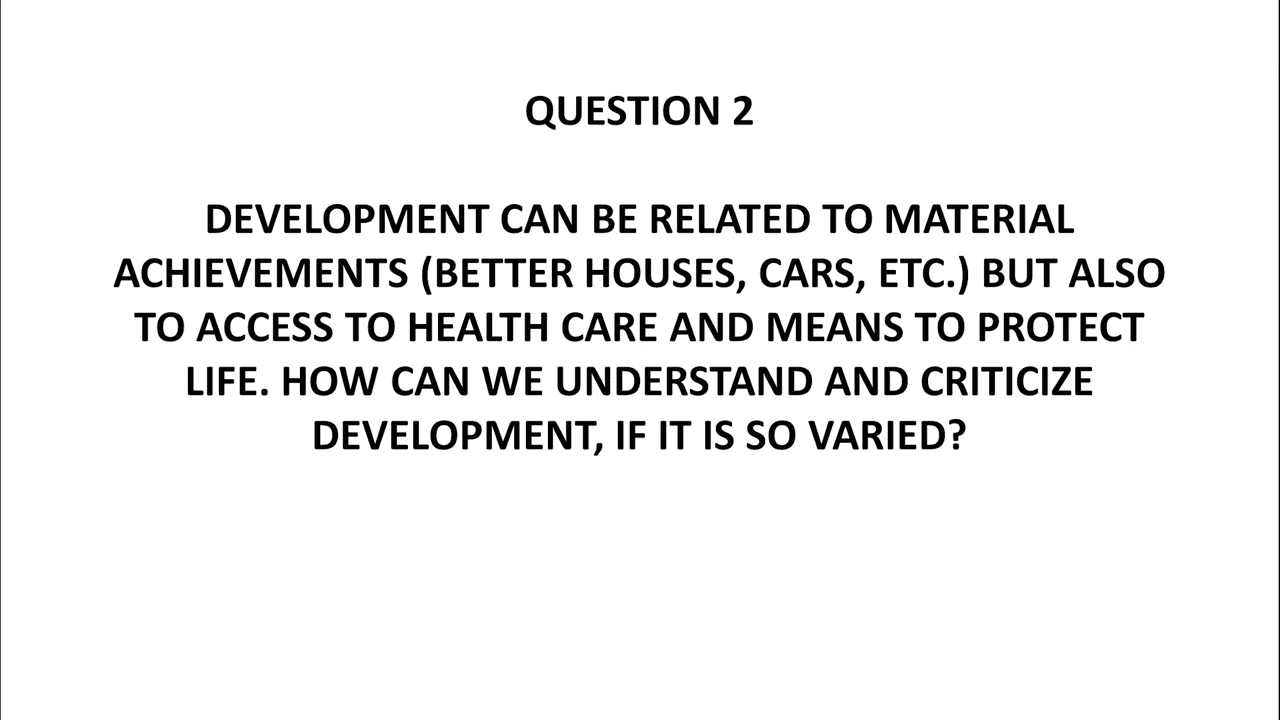 QUESTION 2
DEVELOPMENT CAN BE RELATED TO MATERIAL
ACHIEVEMENTS (BETTER HOUSES, CARS, ETC.) BUT ALSO
TO ACCESS TO HEALTH CARE AND MEANS TO PROTECT
LIFE. HOW CAN WE UNDERSTAND AND CRITICIZE
DEVELOPMENT, IF IT IS SO VARIED?